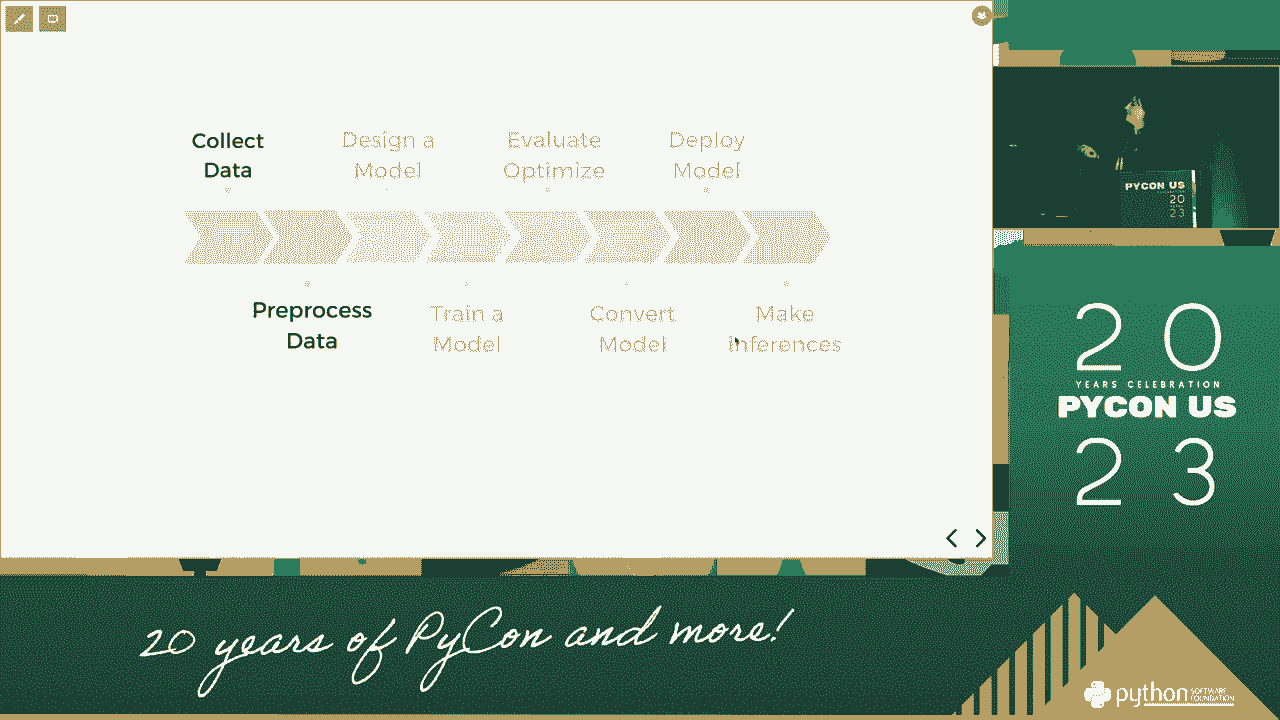 Collect
Data
Design a
Model
Evaluate
Optimize
Deploy
Model
Preprocess
Data
Train a
Model
Convert
Model
Make
inferences
PYCON US
20
23
20
YEARS CELEBRATION
PYCON US
23
20 years of PyCon and more!
python
SOFTWARE
FOUNDATION